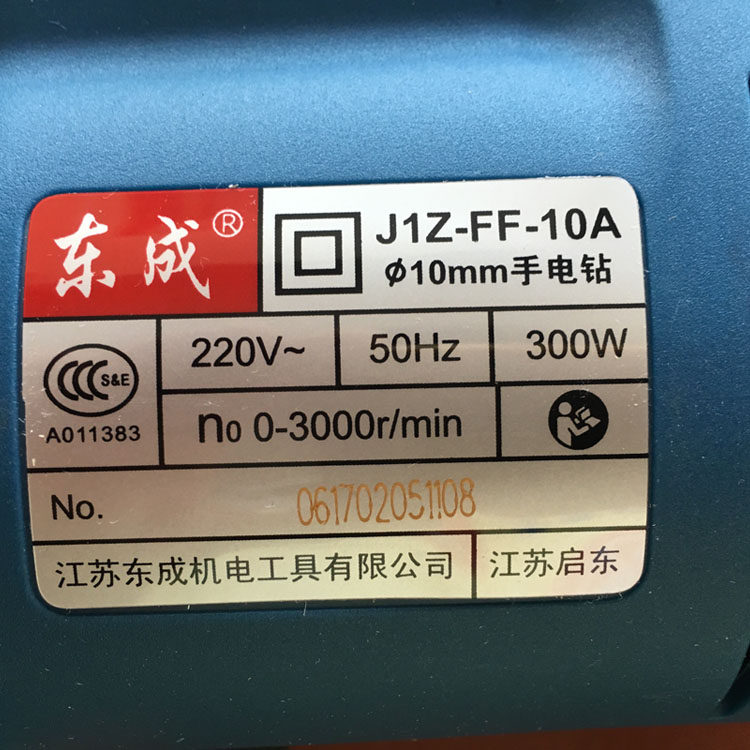 东成®
J1Z-FF-10A
φ10mm手电钻
CCC S&E
A011383
220V~
50Hz
300W
n0 0-3000r/min
No. 061702051108
江苏东成机电工具有限公司
江苏启东